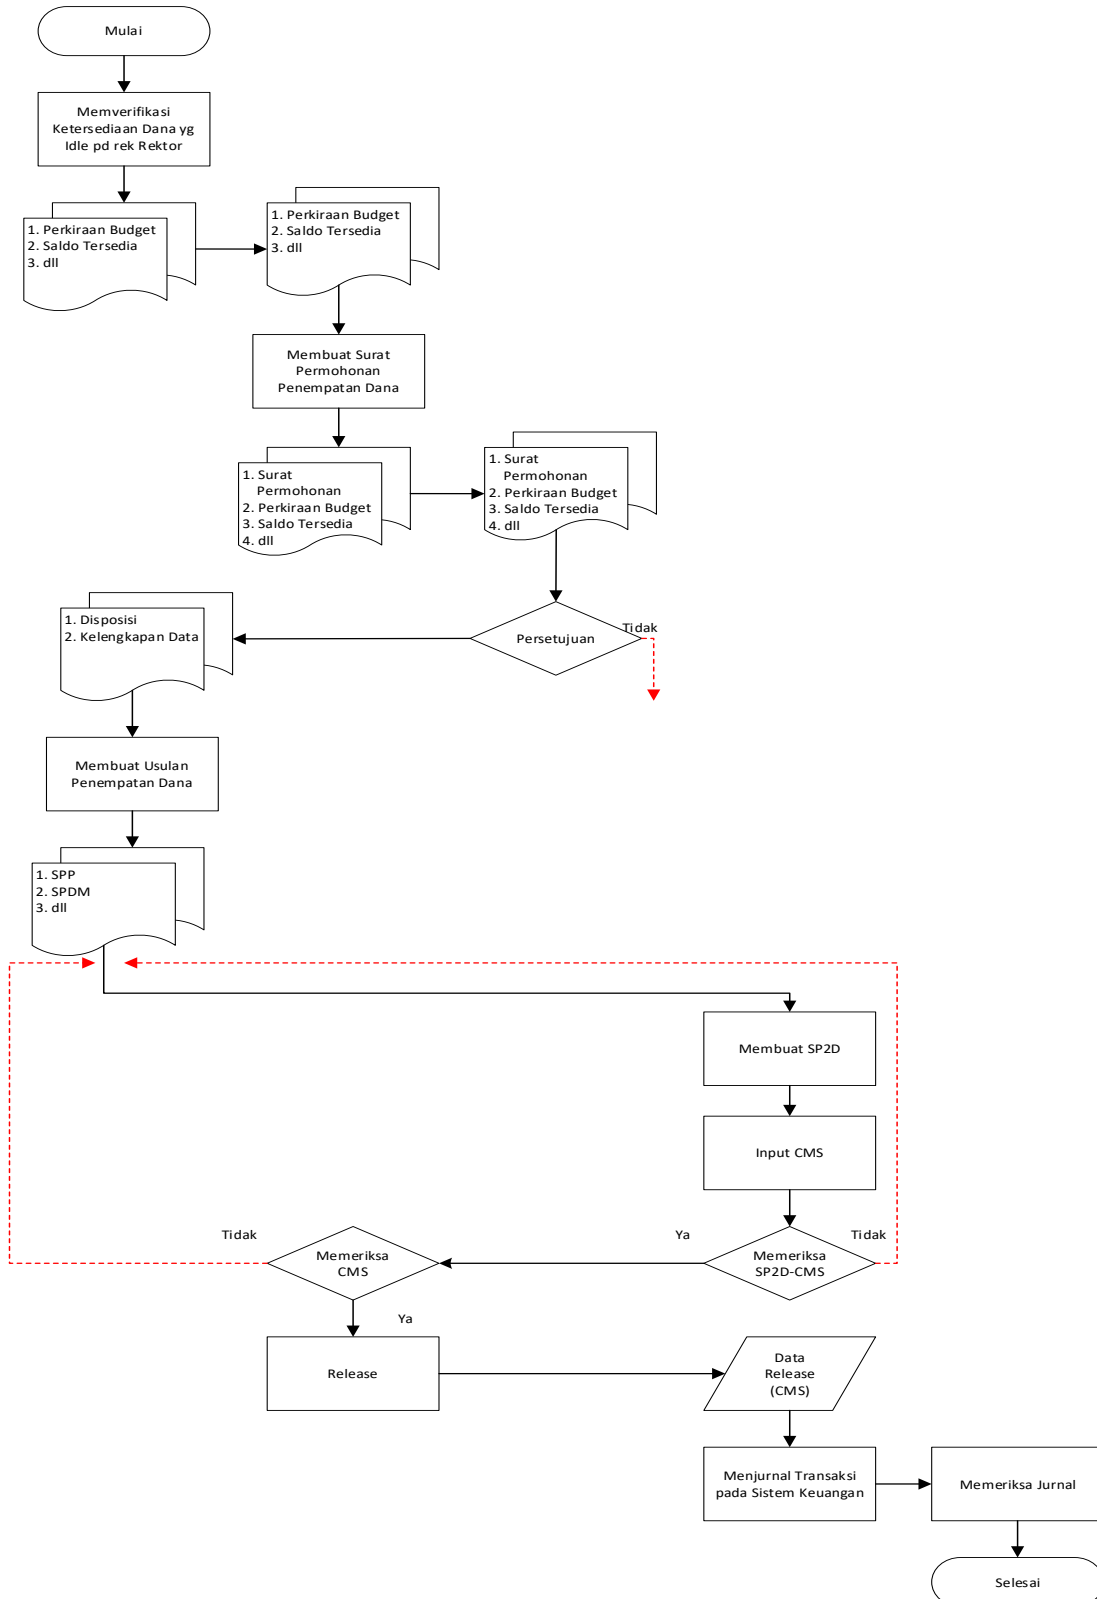 Mulai
Memverifikasi
Ketersediaan Dana yg
Idle pd rek Rektor
1. Perkiraan Budget
2. Saldo Tersedia
3. dll
1. Perkiraan Budget
2. Saldo Tersedia
3. dll
Membuat Surat
Permohonan
Penempatan Dana
1. Surat
Permohonan
2. Perkiraan Budget
3. Saldo Tersedia
4. dll
1. Surat
Permohonan
2. Perkiraan Budget
3. Saldo Tersedia
4. dll
Persetujuan
Tidak
1. Disposisi
2. Kelengkapan Data
Membuat Usulan
Penempatan Dana
1. SPP
2. SPDM
3. dll
Membuat SP2D
Input CMS
Memeriksa
SP2D-CMS
Tidak
Ya
Memeriksa
CMS
Tidak
Ya
Release
Data
Release
(CMS)
Menjurnal Transaksi
pada Sistem Keuangan
Memeriksa Jurnal
Selesai